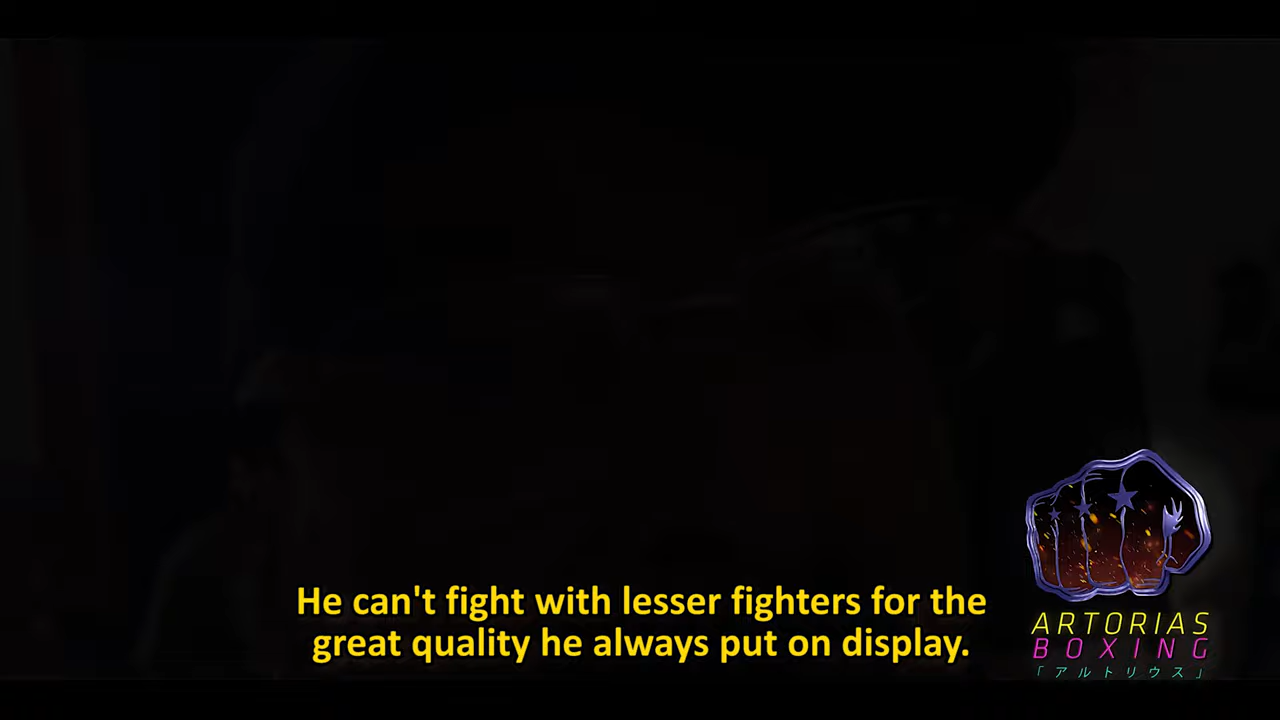 He can't fight with lesser fighters for the
great quality he always put on display.
ARTORIAS
BOXING
「アルトリウス」